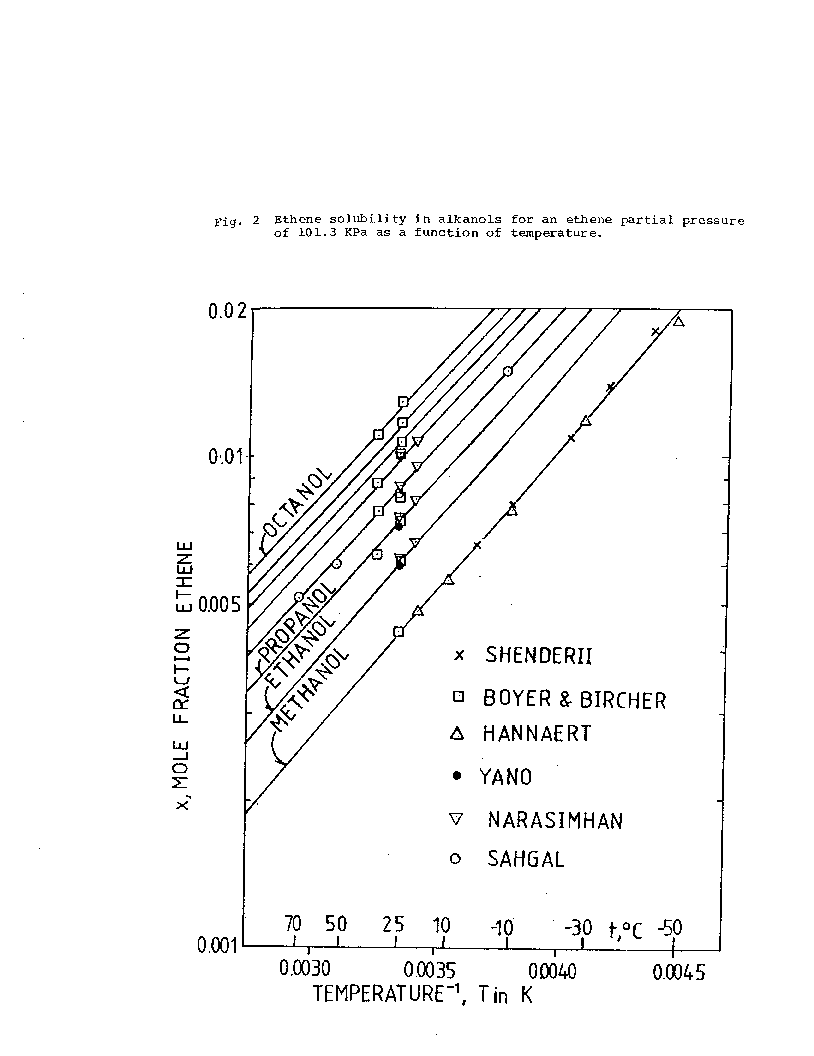 Fig. 2 Ethene solubility in alkanols for an ethene partial pressure
of 101.3 KPa as a function of temperature.
0.02
0.01
0.005
0.001
x, MOLE FRACTION ETHENE
OCTANOL
PROPANOL
ETHANOL
METHANOL
x SHENDERII
□ BOYER & BIRCHER
△ HANNAERT
● YANO
▽ NARASIMHAN
○ SAHGAL
70 50 25 10 -10 -30 t,°C -50
0.0030 0.0035 0.0040 0.0045
TEMPERATURE⁻¹, T in K